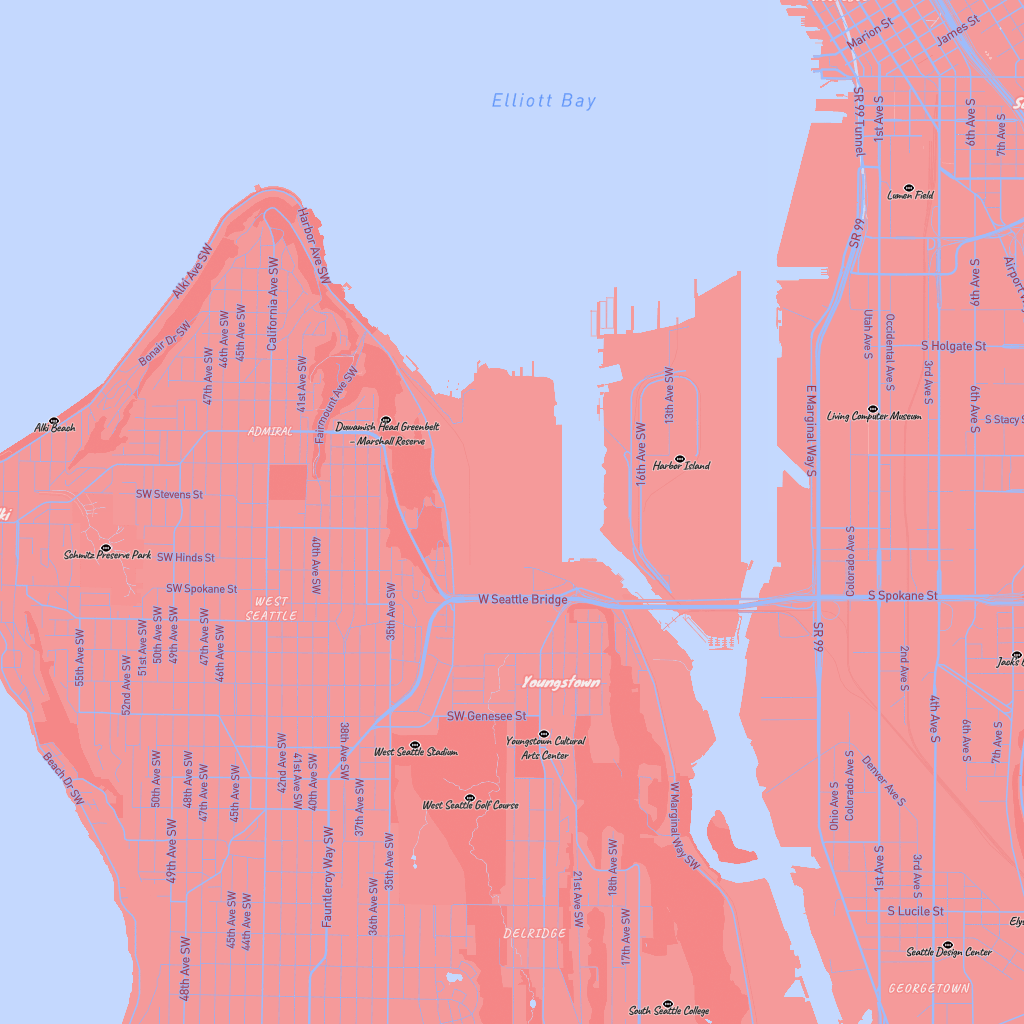 Marion St
James St
Elliott Bay
SR 99 Tunnel
1st Ave S
6th Ave S
7th Ave S
Lumen Field
Harbor Ave SW
SR 99
Alki Ave SW
California Ave SW
6th Ave S
46th Ave SW
45th Ave SW
Bonair Dr SW
47th Ave SW
Utah Ave S
Occidental Ave S
S Holgate St
3rd Ave S
41st Ave SW
Fairmount Ave SW
13th Ave SW
E Marginal Way S
6th Ave S
Living Computer Museum
S Stacy S
Alki Beach
ADMIRAL
Duwamish Head Greenbelt
- Marshall Reserve
16th Ave SW
Harbor Island
SW Stevens St
Schmitz Preserve Park
SW Hinds St
40th Ave SW
Colorado Ave S
SW Spokane St
W Seattle Bridge
S Spokane St
WEST
SEATTLE
35th Ave SW
55th Ave SW
52nd Ave SW
51st Ave SW
50th Ave SW
49th Ave SW
47th Ave SW
46th Ave SW
SR 99
2nd Ave S
Youngstown
SW Genesee St
4th Ave S
6th Ave S
7th Ave S
38th Ave SW
West Seattle Stadium
Youngstown Cultural
Arts Center
Beach Dr SW
50th Ave SW
48th Ave SW
47th Ave SW
45th Ave SW
42nd Ave SW
41st Ave SW
40th Ave SW
37th Ave SW
West Seattle Golf Course
W Marginal Way SW
Ohio Ave S
Colorado Ave S
Denver Ave S
49th Ave SW
Fauntleroy Way SW
35th Ave SW
36th Ave SW
21st Ave SW
18th Ave SW
1st Ave S
3rd Ave S
S Lucile St
45th Ave SW
44th Ave SW
48th Ave SW
DELRIDGE
17th Ave SW
Seattle Design Center
GEORGETOWN
South Seattle College